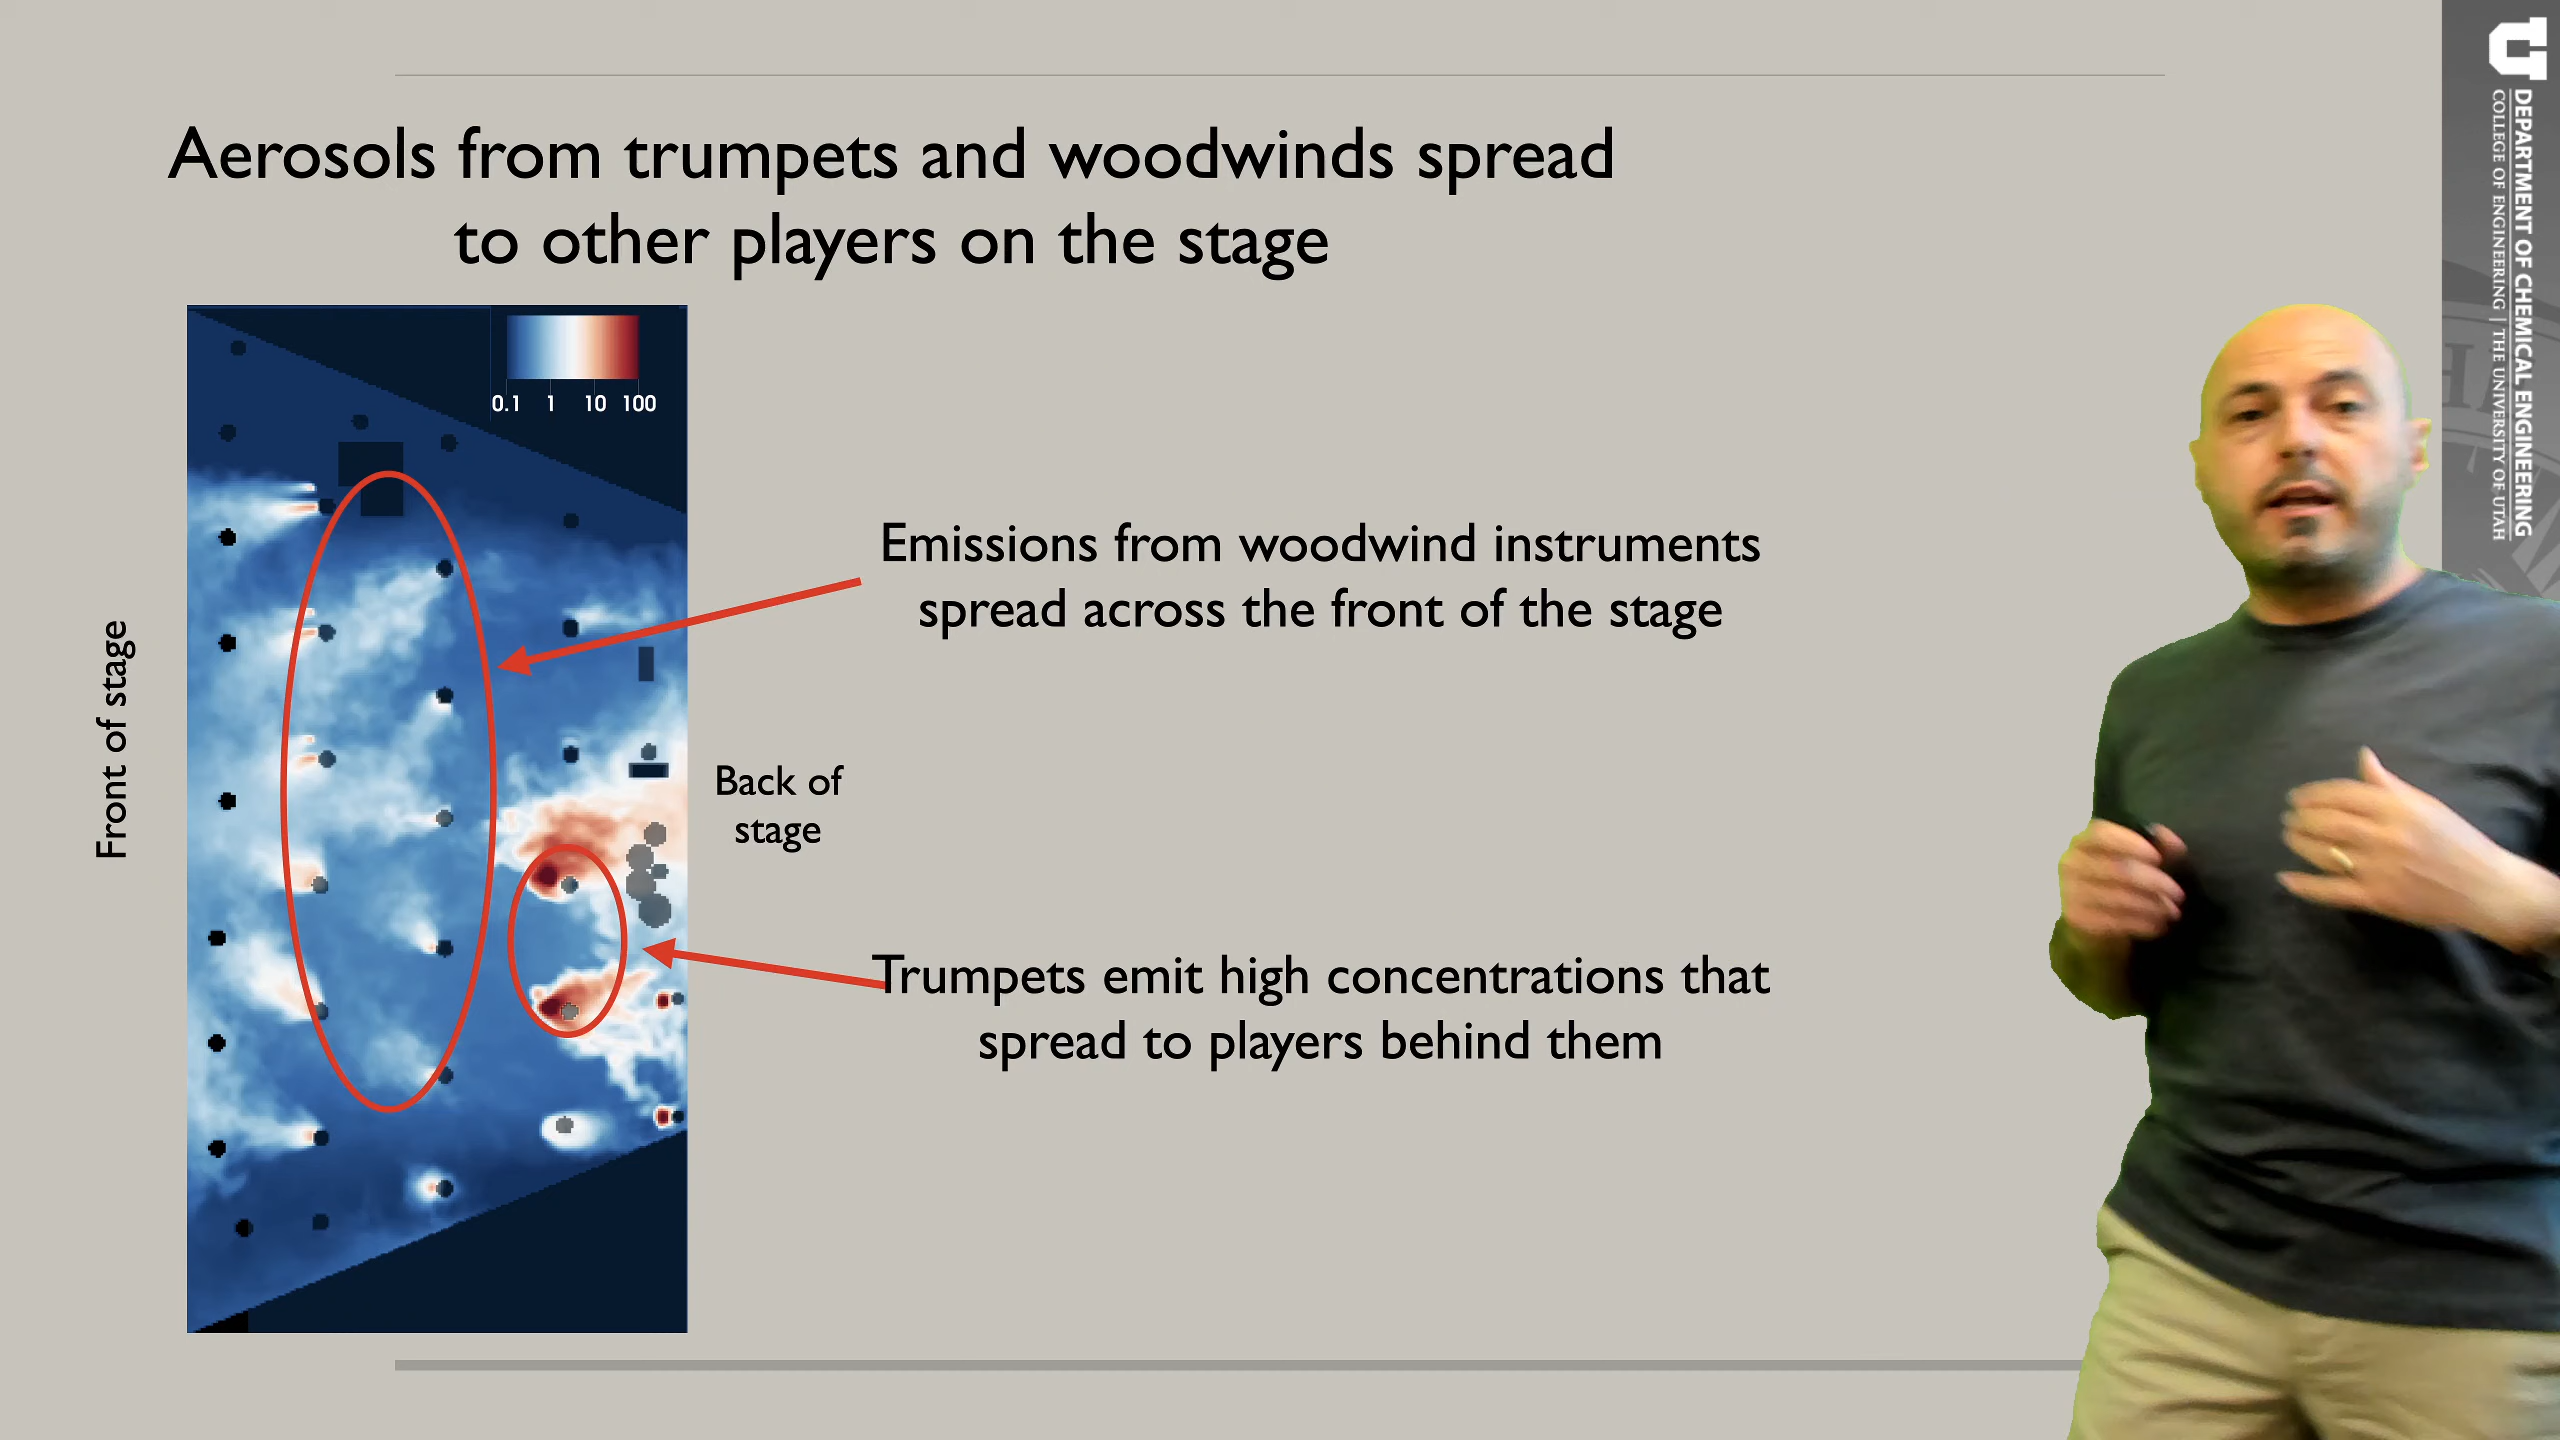 Aerosols from trumpets and woodwinds spread
to other players on the stage
0.1 1 10 100
Front of stage
Emissions from woodwind instruments
spread across the front of the stage
Back of
stage
Trumpets emit high concentrations that
spread to players behind them
DEPARTMENT OF CHEMICAL ENGINEERING
COLLEGE OF ENGINEERING | THE UNIVERSITY OF UTAH